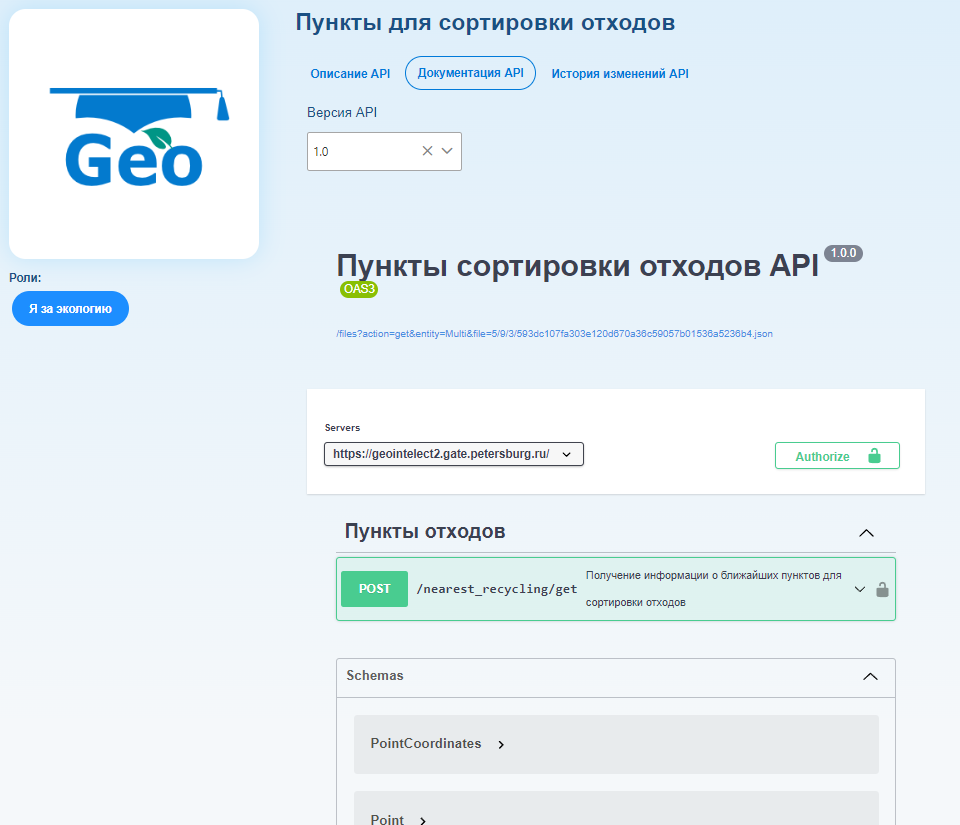 Geo
Роли:
Я за экологию
Пункты для сортировки отходов
Описание API
Документация API
История изменений API
Версия API
1.0
Пункты сортировки отходов API 1.0.0
OAS3
/files?action=get&entity=Multi&file=5/9/3/593dc107fa303e120d670a36c59057b01536a5236b4.json
Servers
https://geointelect2.gate.petersburg.ru/
Authorize
Пункты отходов
POST
/nearest_recycling/get
Получение информации о ближайших пунктов для
сортировки отходов
Schemas
PointCoordinates
Point